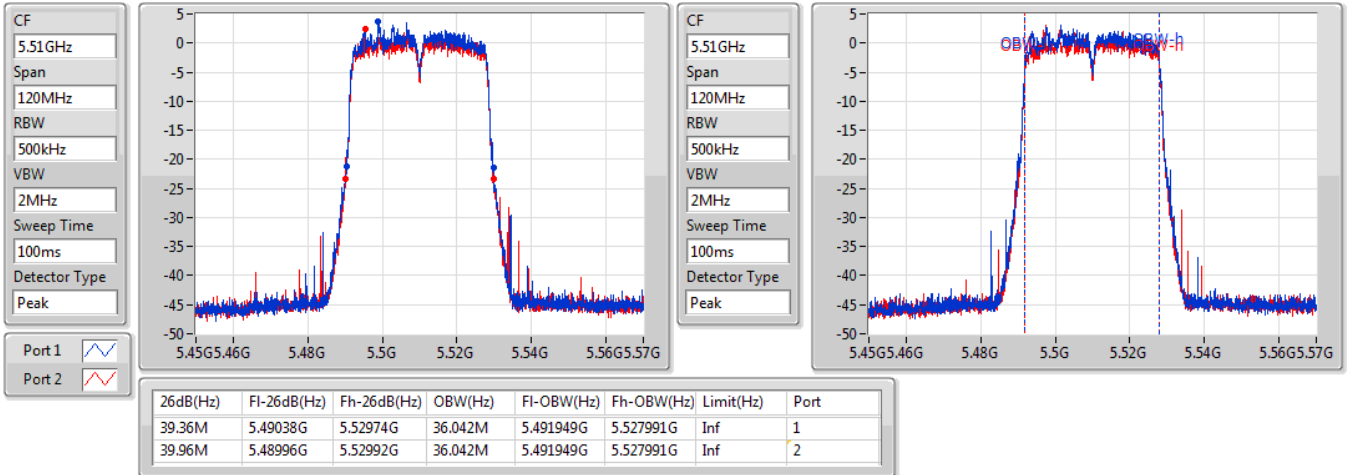 CF
5.51GHz
Span
120MHz
RBW
500kHz
VBW
2MHz
Sweep Time
100ms
Detector Type
Peak
5-
0-
-5-
-10-
-15-
-20-
-25-
-30-
-35-
-40-
-45-
-50-
5.45G5.46G 5.48G 5.5G 5.52G 5.54G 5.56G5.57G
CF
5.51GHz
Span
120MHz
RBW
500kHz
VBW
2MHz
Sweep Time
100ms
Detector Type
Peak
5-
0-
-5-
-10-
-15-
-20-
-25-
-30-
-35-
-40-
-45-
-50-
OBW-h
5.45G5.46G 5.48G 5.5G 5.52G 5.54G 5.56G5.57G
Port 1
Port 2
26dB(Hz) Fl-26dB(Hz) Fh-26dB(Hz) OBW(Hz) Fl-OBW(Hz) Fh-OBW(Hz) Limit(Hz) Port
39.36M 5.49038G 5.52974G 36.042M 5.491949G 5.527991G Inf 1
39.96M 5.48996G 5.52992G 36.042M 5.491949G 5.527991G Inf 2